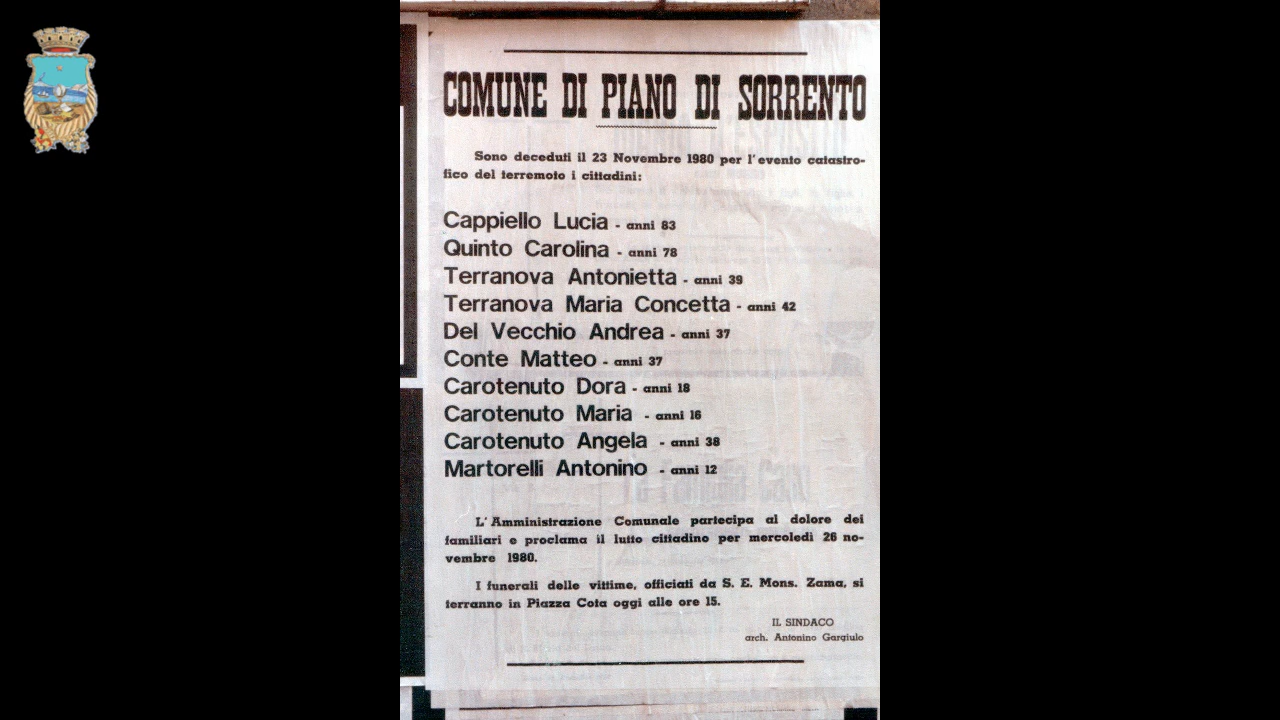 COMUNE DI PIANO DI SORRENTO
Sono deceduti il 23 Novembre 1980 per l'evento catastro-
fico del terremoto i cittadini:
Cappiello Lucia - anni 83
Quinto Carolina - anni 78
Terranova Antonietta - anni 39
Terranova Maria Concetta - anni 42
Del Vecchio Andrea - anni 37
Conte Matteo - anni 37
Carotenuto Dora - anni 18
Carotenuto Maria - anni 16
Carotenuto Angela - anni 38
Martorelli Antonino - anni 12
L'Amministrazione Comunale partecipa al dolore dei
familiari e proclama il lutto cittadino per mercoledì 26 no-
vembre 1980.
I funerali delle vittime, officiati da S. E. Mons. Zama, si
terranno in Piazza Cota oggi alle ore 15.
IL SINDACO
arch. Antonino Gargiulo